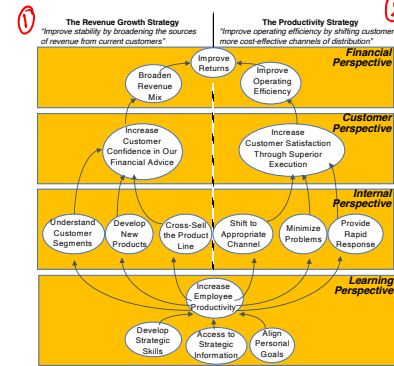 1
The Revenue Growth Strategy
"Improve stability by broadening the sources
of revenue from current customers"
The Productivity Strategy
"Improve operating efficiency by shifting customer
more cost-effective channels of distribution"
Financial
Perspective
Improve
Returns
Broaden
Revenue
Mix
Improve
Operating
Efficiency
Customer
Perspective
Increase
Customer
Confidence in Our
Financial Advice
Increase
Customer Satisfaction
Through Superior
Execution
Internal
Perspective
Understand
Customer
Segments
Develop
New
Products
Cross-Sell
the Product
Line
Shift to
Appropriate
Channel
Minimize
Problems
Provide
Rapid
Response
Learning
Perspective
Increase
Employee
Productivity
Develop
Strategic
Skills
Access to
Strategic
Information
Align
Personal
Goals